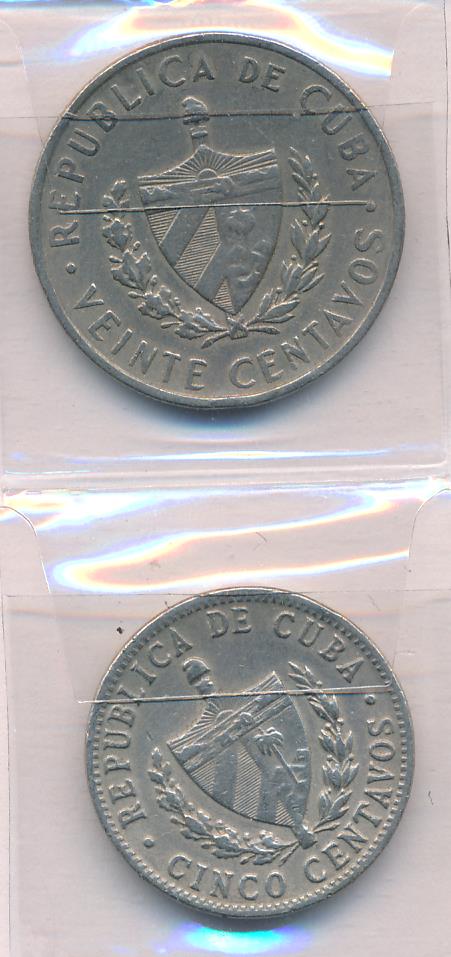 REPUBLICA DE CUBA
VEINTE CENTAVOS
REPUBLICA DE CUBA
CINCO CENTAVOS